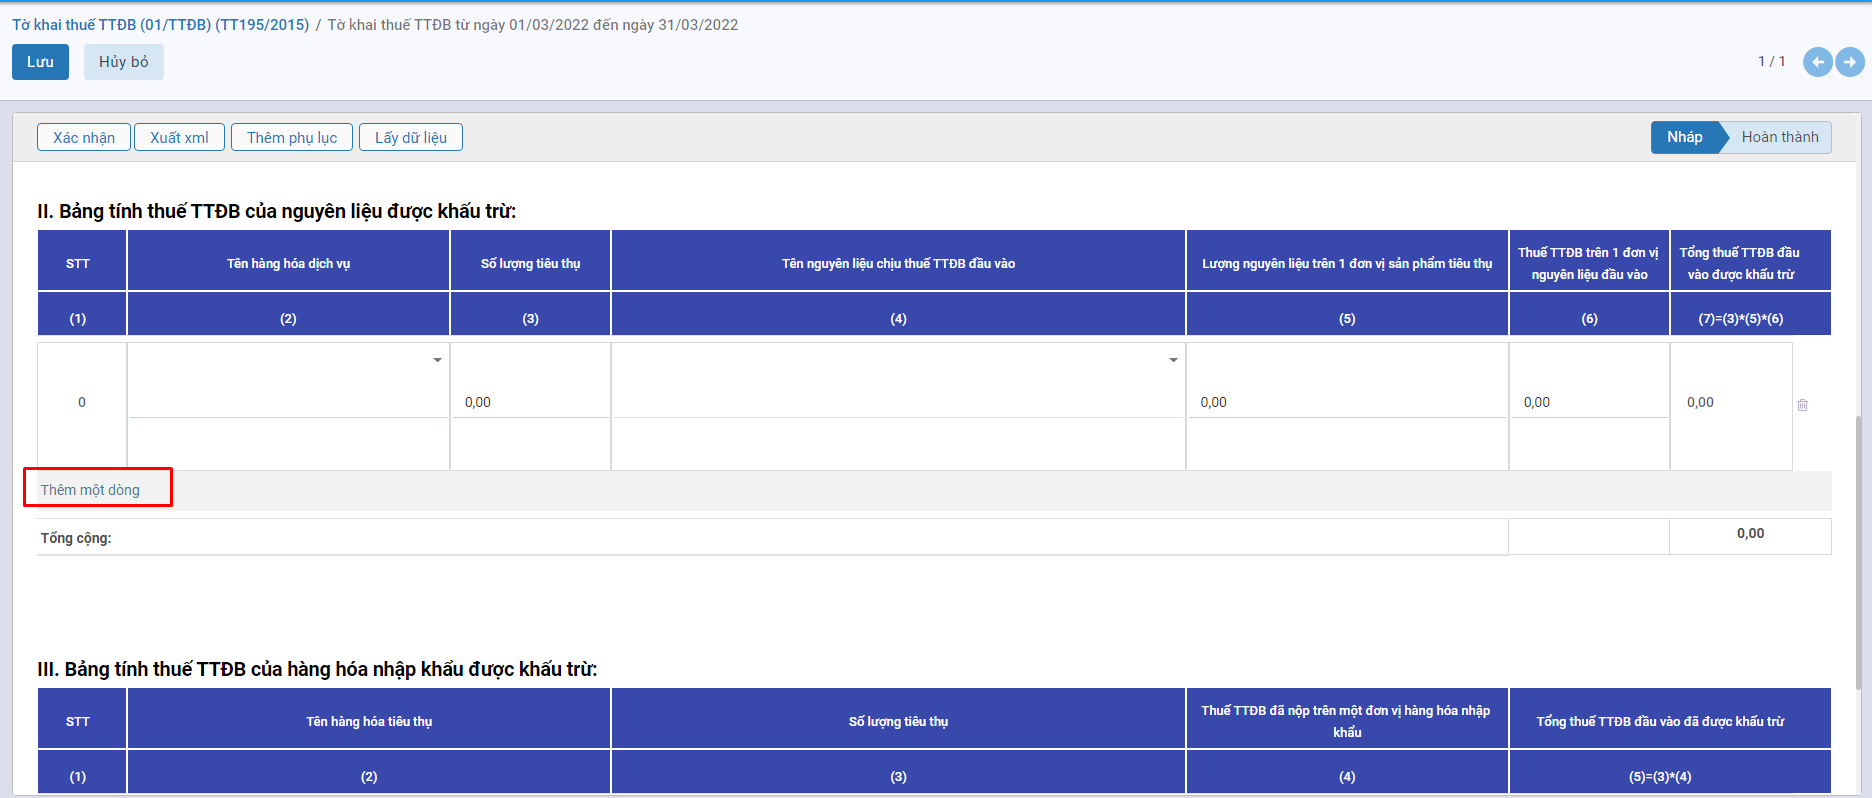 Tờ khai thuế TTĐB (01/TTĐB) (TT195/2015) / Tờ khai thuế TTĐB từ ngày 01/03/2022 đến ngày 31/03/2022
Lưu Hủy bỏ 1 / 1
Xác nhận Xuất xml Thêm phụ lục Lấy dữ liệu Nháp Hoàn thành
II. Bảng tính thuế TTĐB của nguyên liệu được khấu trừ:
STT Tên hàng hóa dịch vụ Số lượng tiêu thụ Tên nguyên liệu chịu thuế TTĐB đầu vào Lượng nguyên liệu trên 1 đơn vị sản phẩm tiêu thụ Thuế TTĐB trên 1 đơn vị nguyên liệu đầu vào Tổng thuế TTĐB đầu vào được khấu trừ
(1) (2) (3) (4) (5) (6) (7)=(3)*(5)*(6)
0 0,00 0,00 0,00 0,00
Thêm một dòng
Tổng cộng: 0,00
III. Bảng tính thuế TTĐB của hàng hóa nhập khẩu được khấu trừ:
STT Tên hàng hóa tiêu thụ Số lượng tiêu thụ Thuế TTĐB đã nộp trên một đơn vị hàng hóa nhập khẩu Tổng thuế TTĐB đầu vào đã được khấu trừ
(1) (2) (3) (4) (5)=(3)*(4)